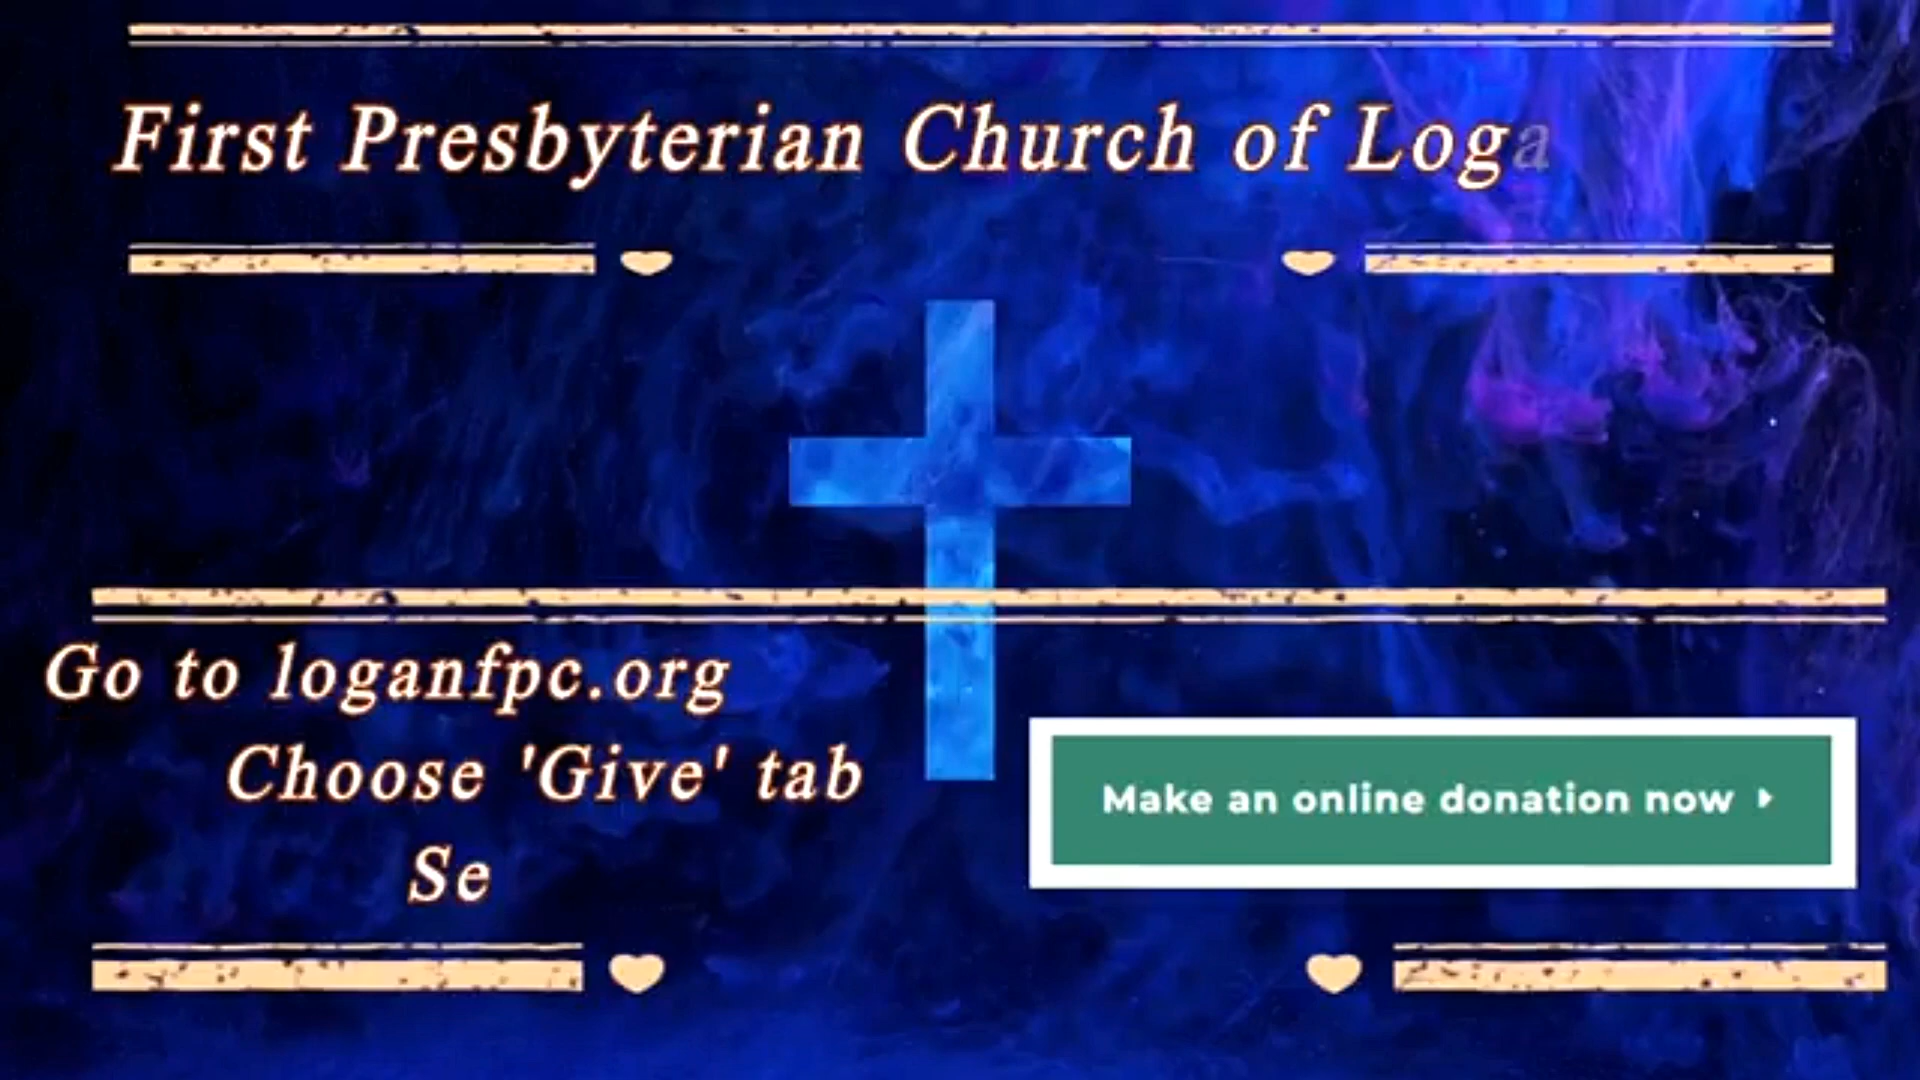 First Presbyterian Church of Loga
Go to loganfpc.org
Choose 'Give' tab
Se
Make an online donation now